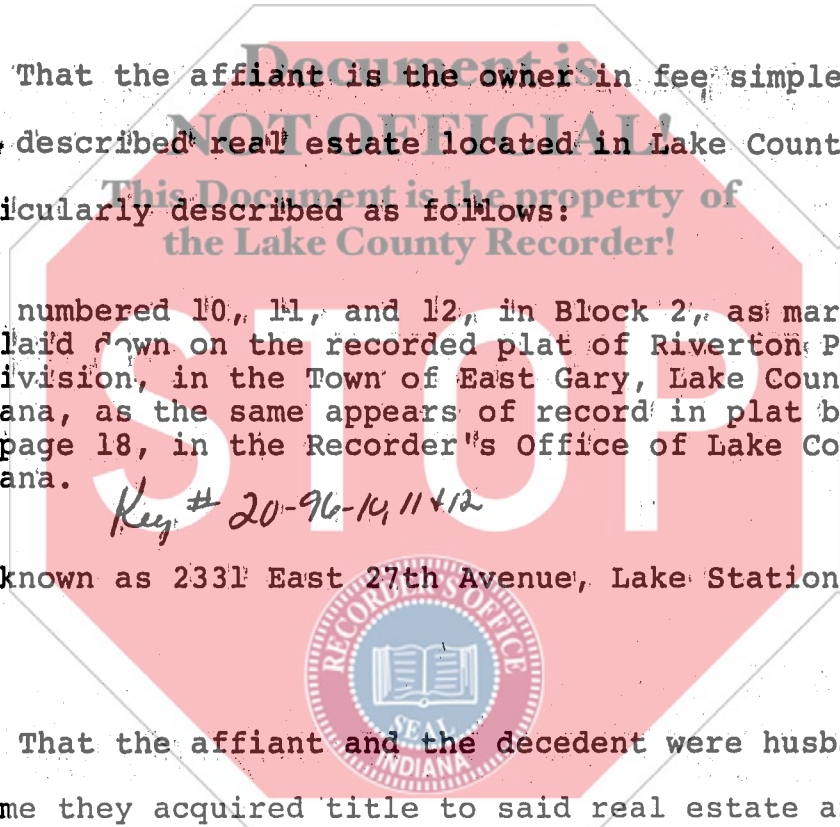 Document is
That the affiant is the owner in fee simple
NOT OFFICIAL!
described real estate located in Lake Count
This Document is the property of
icularly described as follows:
the Lake County Recorder!
numbered 10, 11, and 12, in Block 2, as mar
laid down on the recorded plat of Riverton P
ivision, in the Town of East Gary, Lake Coun
ana, as the same appears of record in plat b
page 18, in the Recorder's Office of Lake Co
ana.
STOP
Key # 20-96-10, 11 + 12
known as 2331 East 27th Avenue, Lake Station
RECORDER'S OFFICE
SEAL
INDIANA
That the affiant and the decedent were husb
me they acquired title to said real estate a